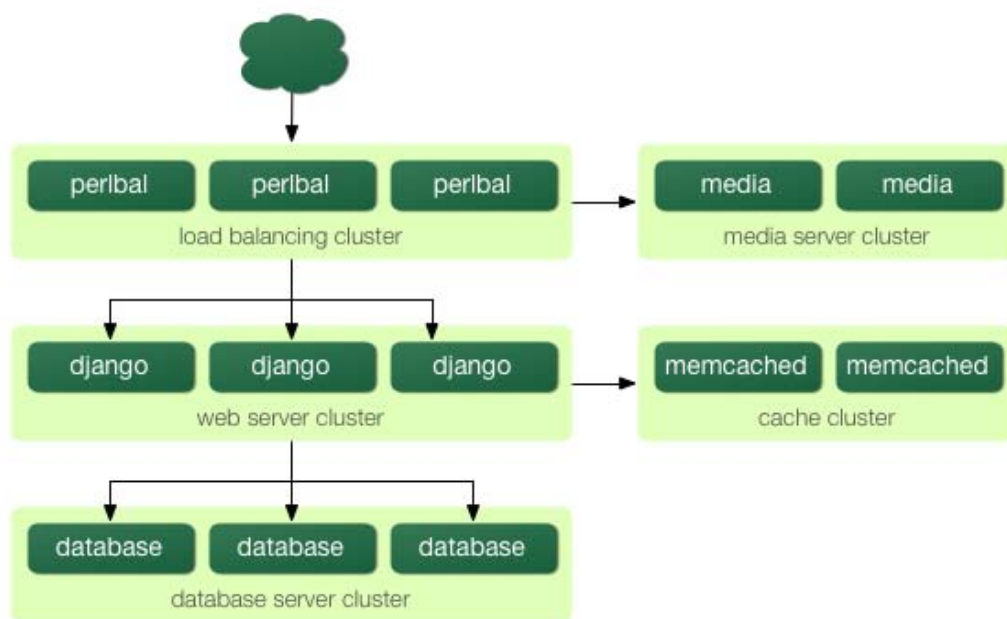 perlbal perlbal perlbal
load balancing cluster
media media
media server cluster
django django django
web server cluster
memcached memcached
cache cluster
database database database
database server cluster